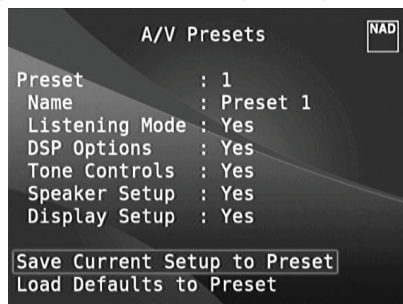 A/V Presets
NAD
Preset : 1
Name : Preset 1
Listening Mode : Yes
DSP Options : Yes
Tone Controls : Yes
Speaker Setup : Yes
Display Setup : Yes
Save Current Setup to Preset
Load Defaults to Preset